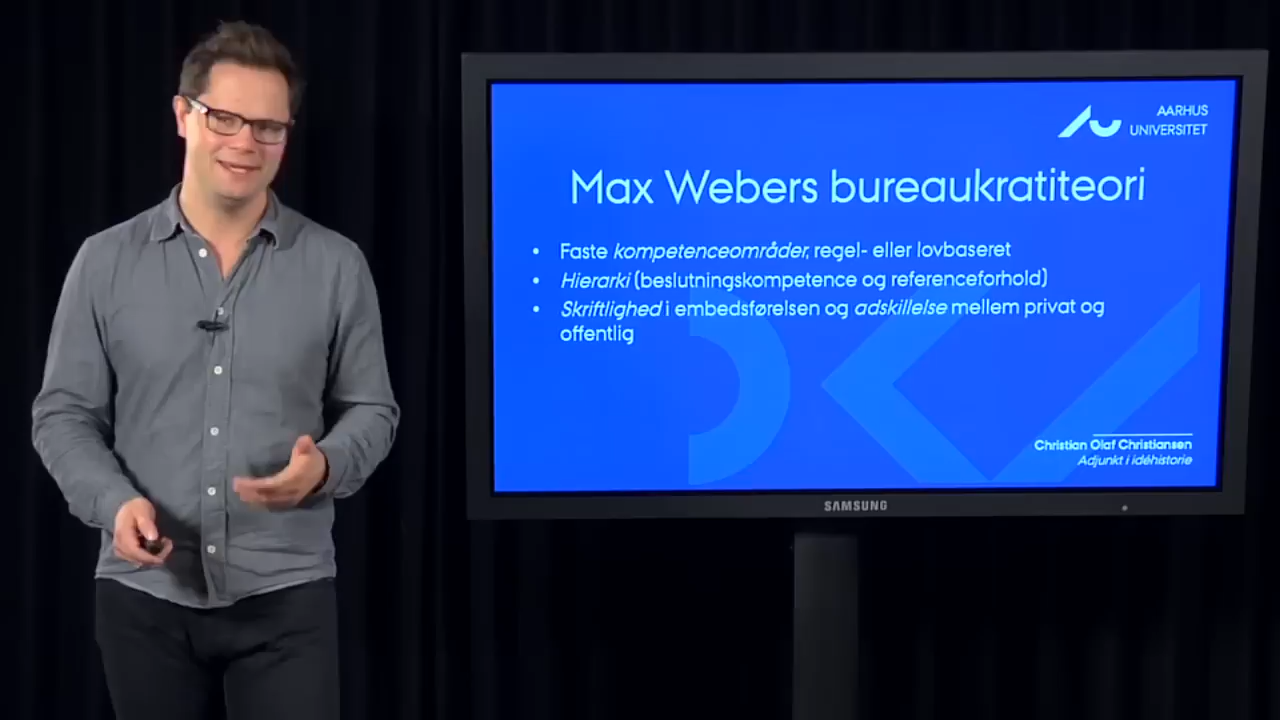 AARHUS
UNIVERSITET
Max Webers bureaukratiteori
• Faste kompetenceområder, regel- eller lovbaseret
• Hierarki (beslutningskompetence og referenceforhold)
• Skriftlighed i embedsførelsen og adskillelse mellem privat og
offentlig
Christian Olaf Christiansen
Adjunkt i idéhistorie
SAMSUNG